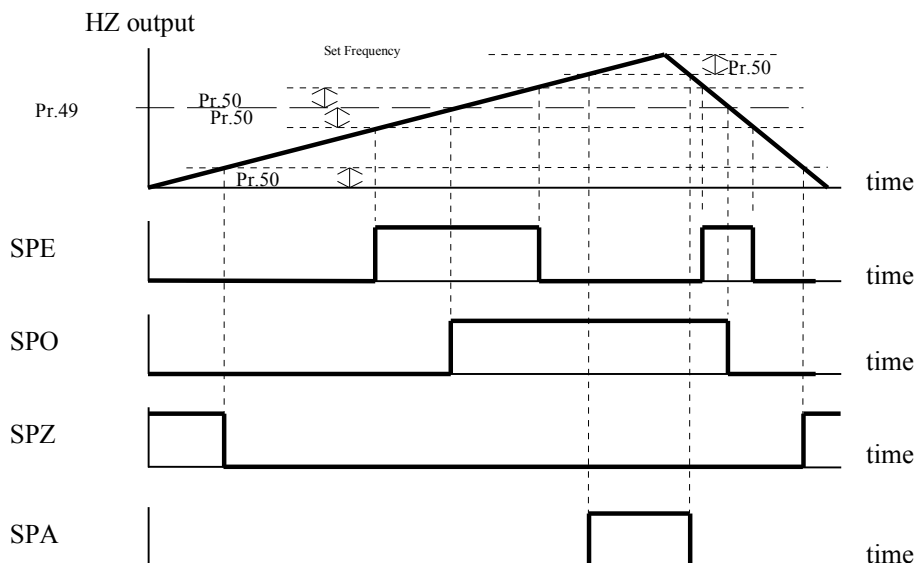 HZ output
Set Frequency
Pr.50
Pr.50
Pr.49
Pr.50
Pr.50
time
SPE
time
SPO
time
SPZ
time
SPA
time